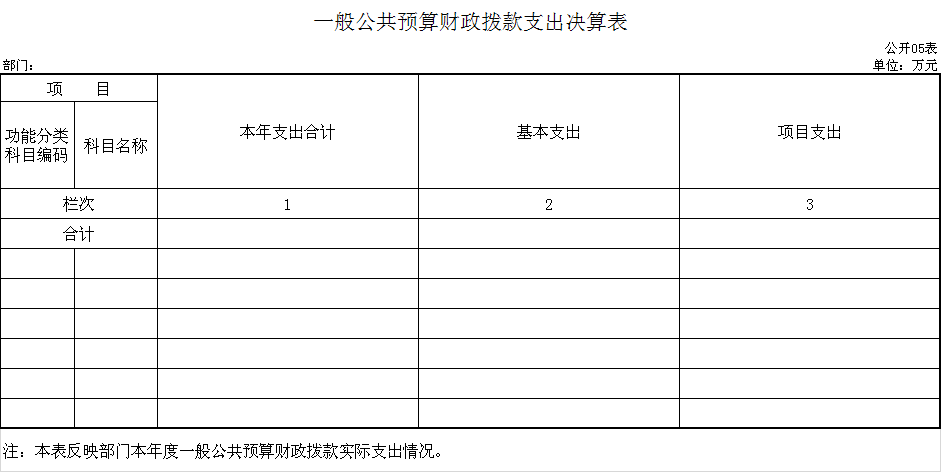 一般公共预算财政拨款支出决算表
公开05表
部门： 单位：万元
项 目
本年支出合计 基本支出 项目支出
功能分类
科目编码
科目名称
栏次 1 2 3
合计
注：本表反映部门本年度一般公共预算财政拨款实际支出情况。